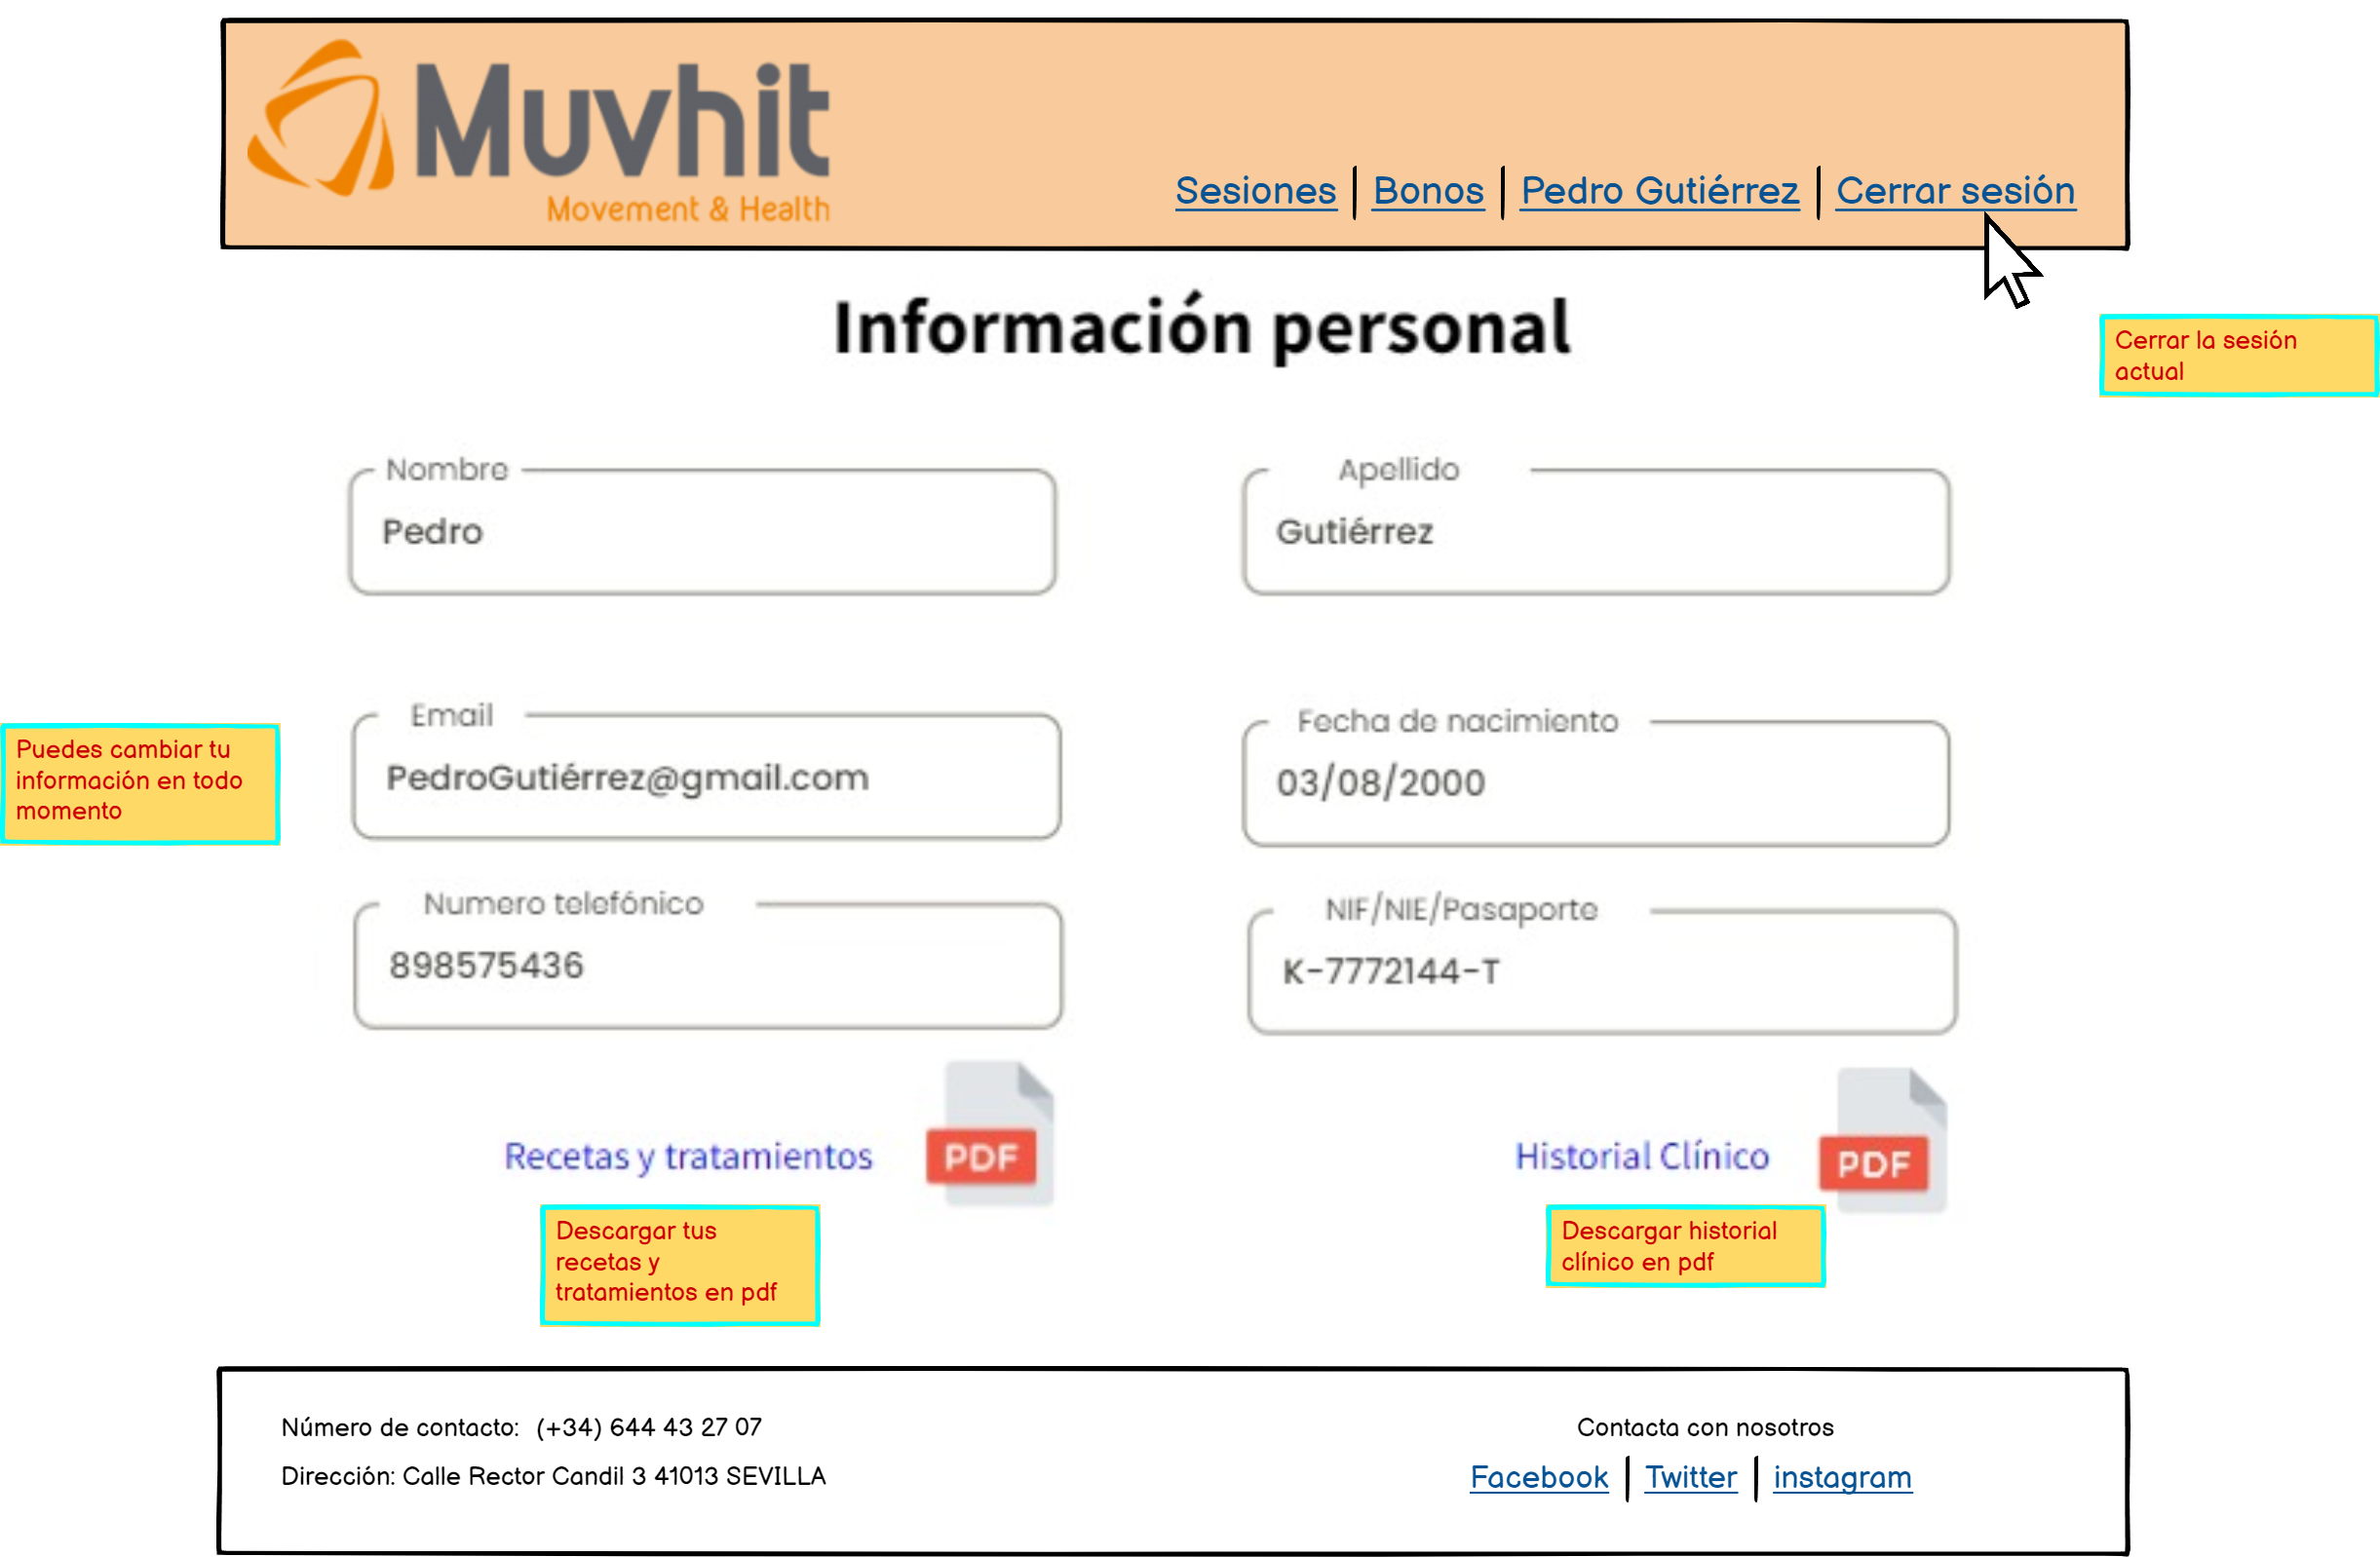 Muvhit
Movement & Health
Sesiones | Bonos | Pedro Gutiérrez | Cerrar sesión
Información personal
Cerrar la sesión
actual
Nombre
Pedro
Apellido
Gutiérrez
Email
PedroGutiérrez@gmail.com
Fecha de nacimiento
03/08/2000
Puedes cambiar tu
información en todo
momento
Numero telefónico
898575436
NIF/NIE/Pasaporte
K-7772144-T
Recetas y tratamientos
PDF
Historial Clínico
PDF
Descargar tus
recetas y
tratamientos en pdf
Descargar historial
clínico en pdf
Número de contacto: (+34) 644 43 27 07
Dirección: Calle Rector Candil 3 41013 SEVILLA
Contacta con nosotros
Facebook | Twitter | instagram